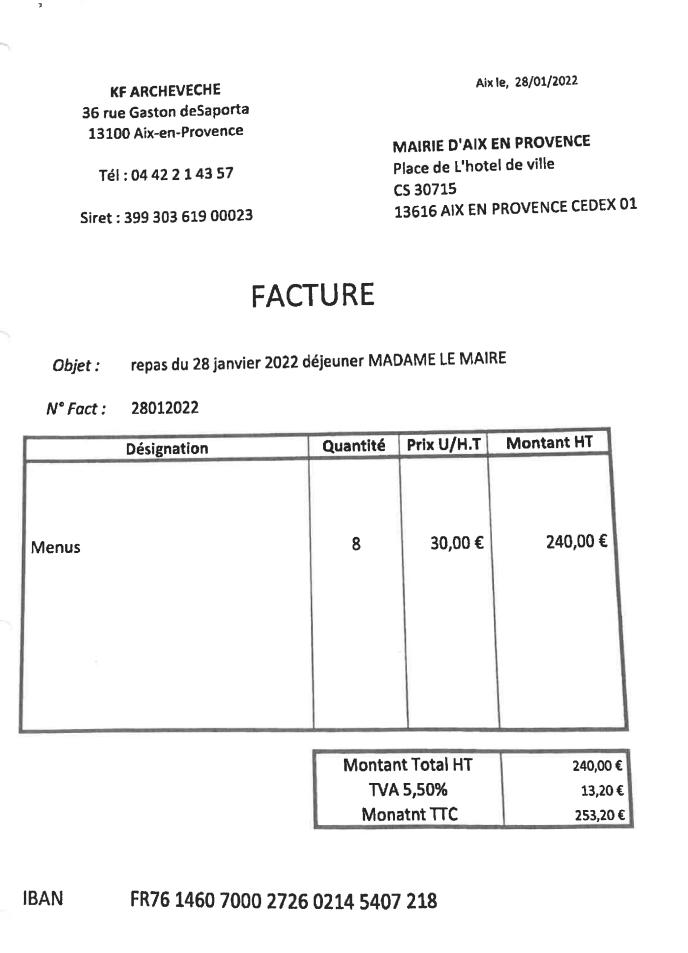 KF ARCHEVECHE
36 rue Gaston deSaporta
13100 Aix-en-Provence
Tél : 04 42 2 1 43 57
Siret : 399 303 619 00023
Aix le, 28/01/2022
MAIRIE D'AIX EN PROVENCE
Place de L'hotel de ville
CS 30715
13616 AIX EN PROVENCE CEDEX 01
FACTURE
Objet : repas du 28 janvier 2022 déjeuner MADAME LE MAIRE
N° Fact : 28012022
Désignation Quantité Prix U/H.T Montant HT
Menus 8 30,00 € 240,00 €
Montant Total HT 240,00 €
TVA 5,50% 13,20 €
Monatnt TTC 253,20 €
IBAN FR76 1460 7000 2726 0214 5407 218